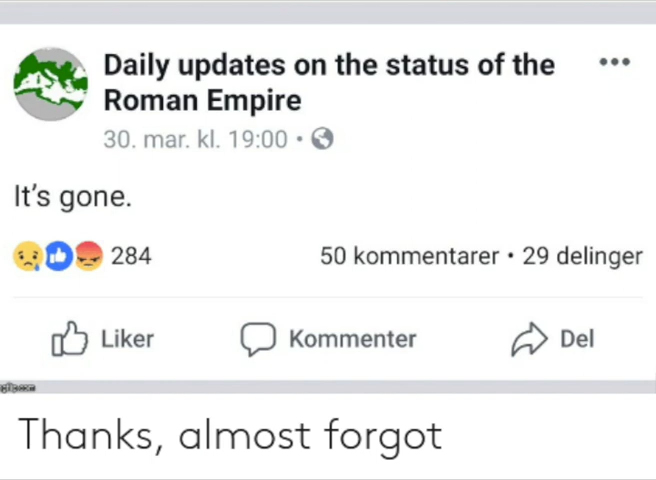 Daily updates on the status of the
Roman Empire
30. mar. kl. 19:00 •
It's gone.
284
50 kommentarer • 29 delinger
Liker
Kommenter
Del
Thanks, almost forgot